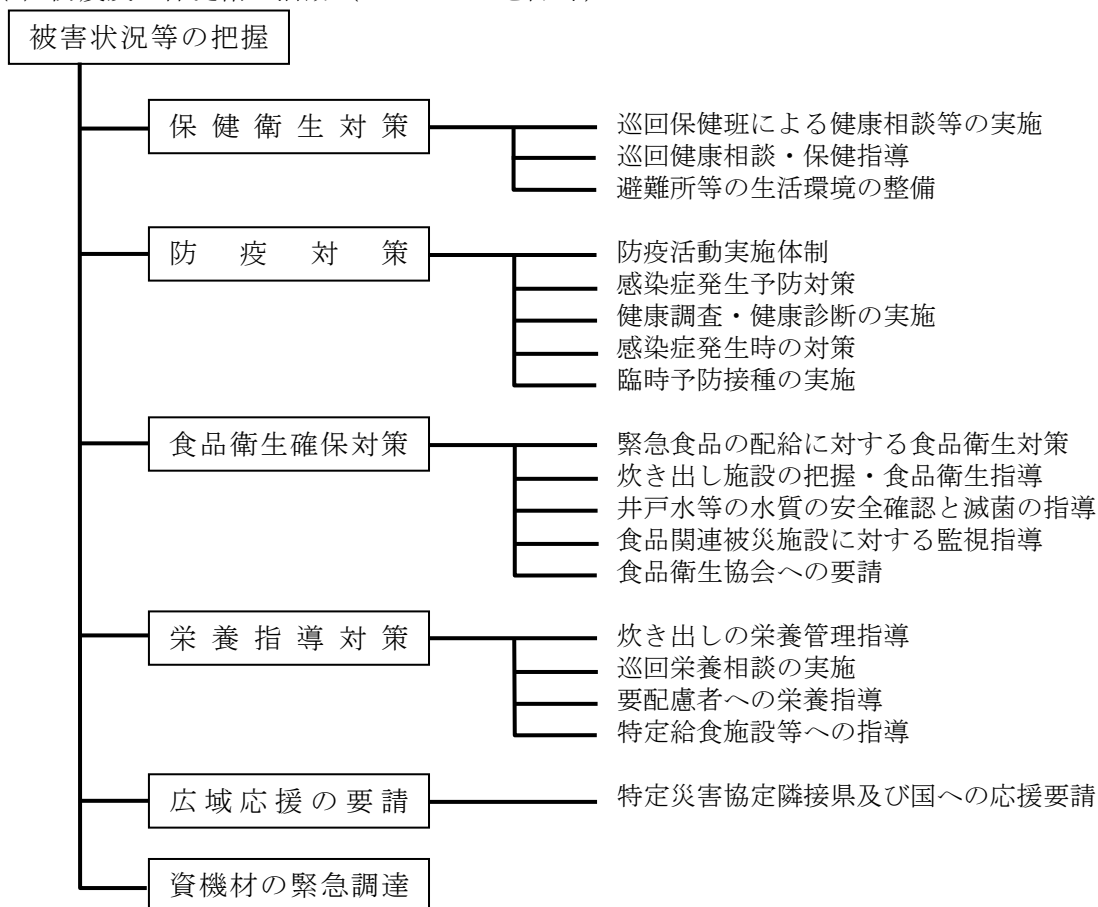 被害状況等の把握
保健衛生対策
巡回保健班による健康相談等の実施
巡回健康相談・保健指導
避難所等の生活環境の整備
防疫対策
防疫活動実施体制
感染症発生予防対策
健康調査・健康診断の実施
感染症発生時の対策
臨時予防接種の実施
食品衛生確保対策
緊急食品の配給に対する食品衛生対策
炊き出し施設の把握・食品衛生指導
井戸水等の水質の安全確認と滅菌の指導
食品関連被災施設に対する監視指導
食品衛生協会への要請
栄養指導対策
炊き出しの栄養管理指導
巡回栄養相談の実施
要配慮者への栄養指導
特定給食施設等への指導
広域応援の要請
特定災害協定隣接県及び国への応援要請
資機材の緊急調達